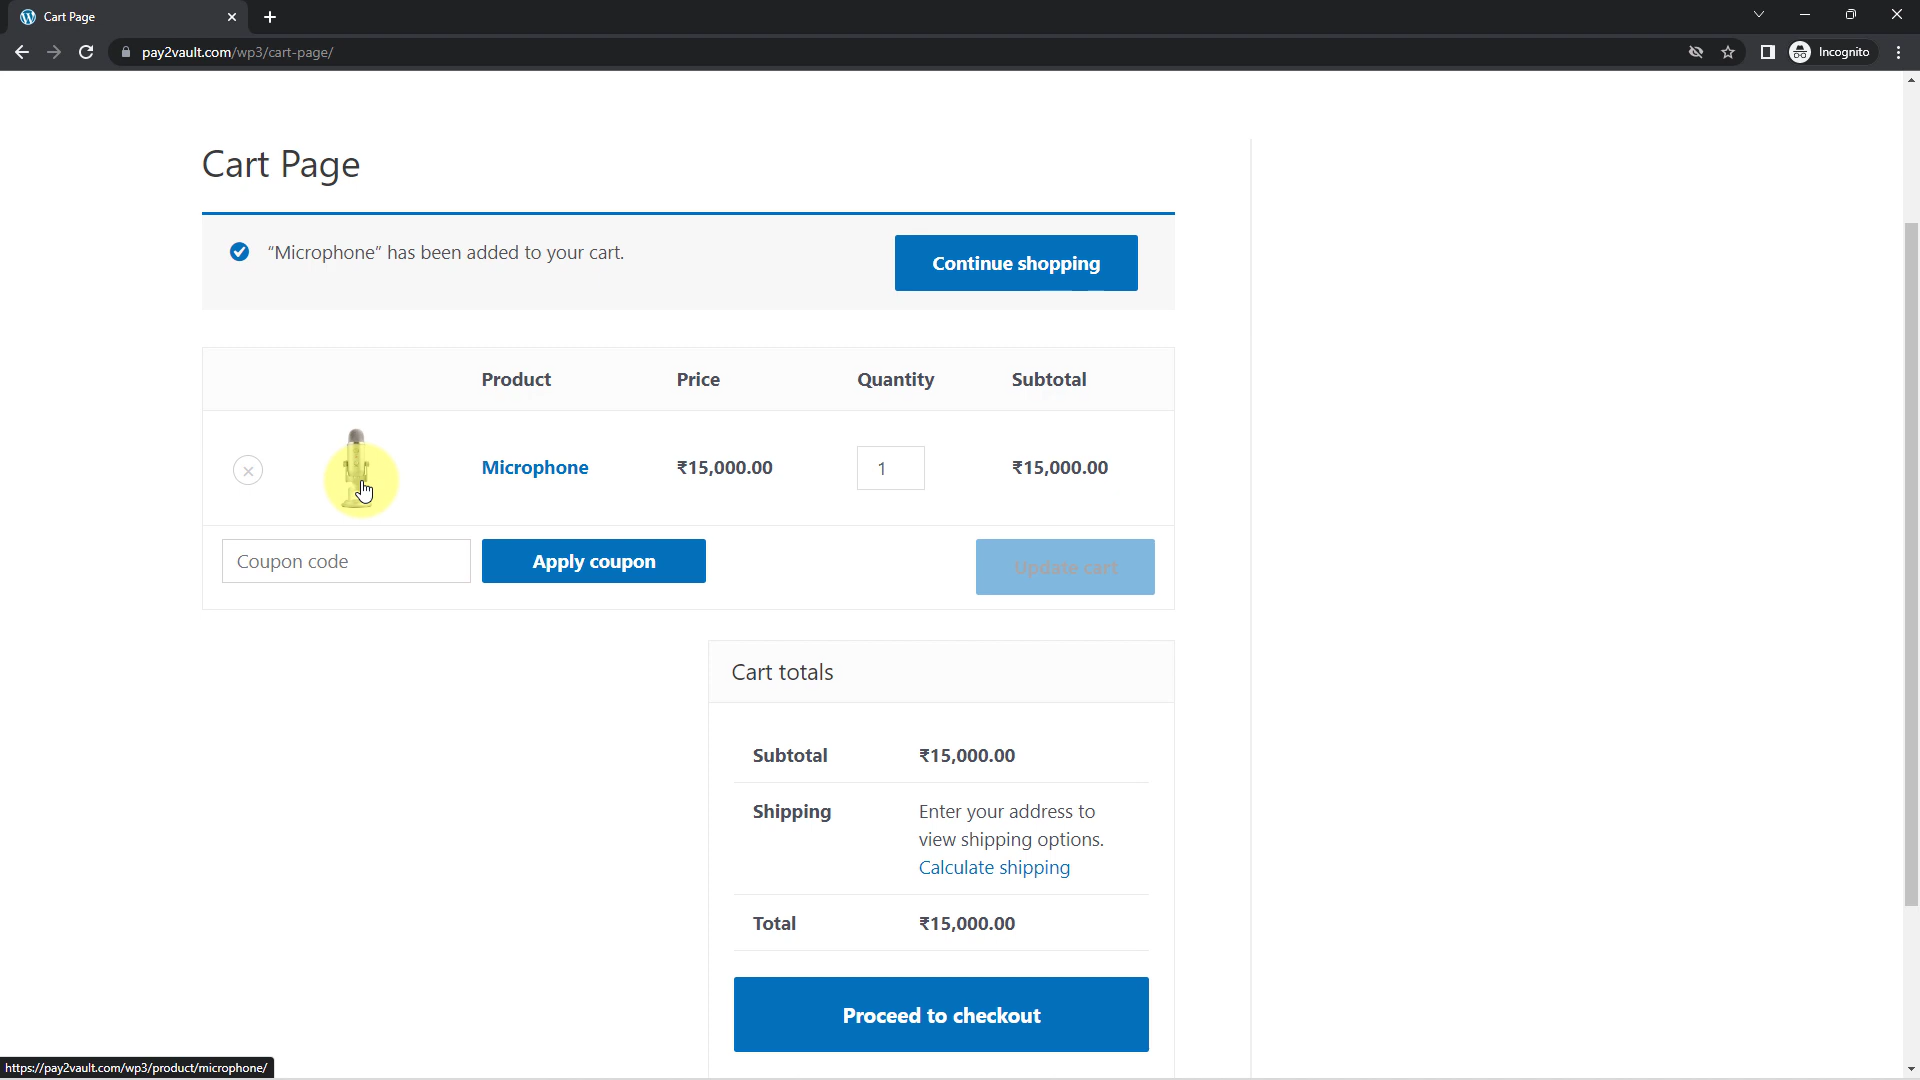 Cart Page
pay2vault.com/wp3/cart-page/
Incognito
Cart Page
“Microphone” has been added to your cart.
Continue shopping
Product Price Quantity Subtotal
Microphone ₹15,000.00 1 ₹15,000.00
Coupon code
Apply coupon
Update cart
Cart totals
Subtotal ₹15,000.00
Shipping Enter your address to
view shipping options.
Calculate shipping
Total ₹15,000.00
Proceed to checkout
https://pay2vault.com/wp3/product/microphone/